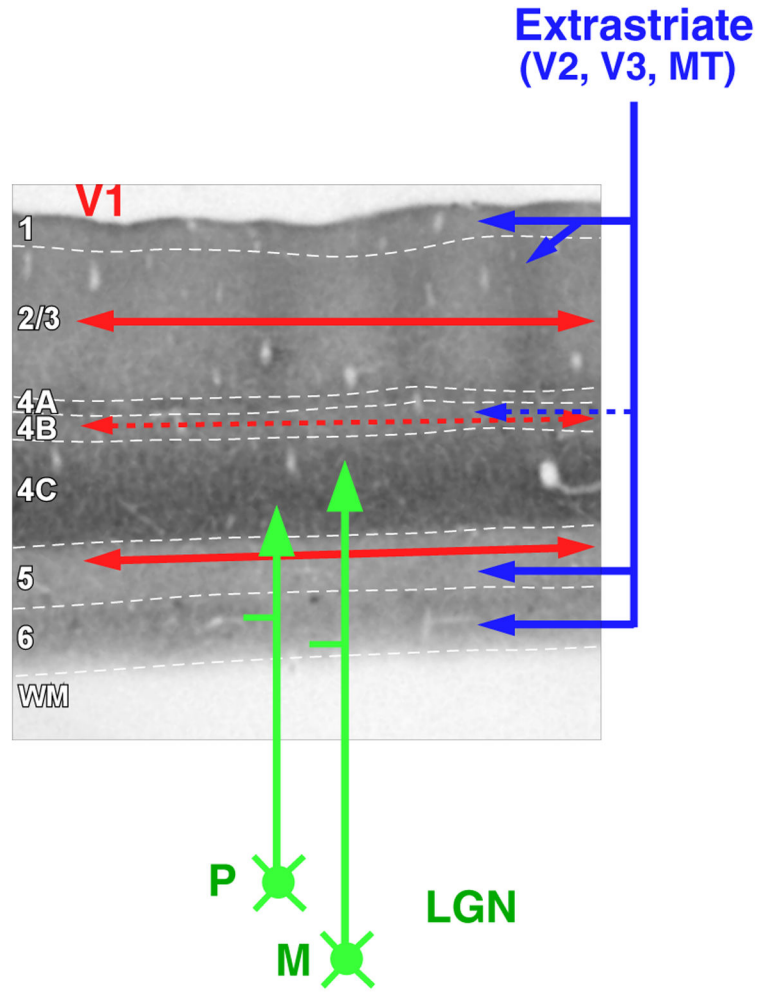 Extrastriate
(V2, V3, MT)
V1
1
2/3
4A
4B
4C
5
6
WM
P
LGN
M